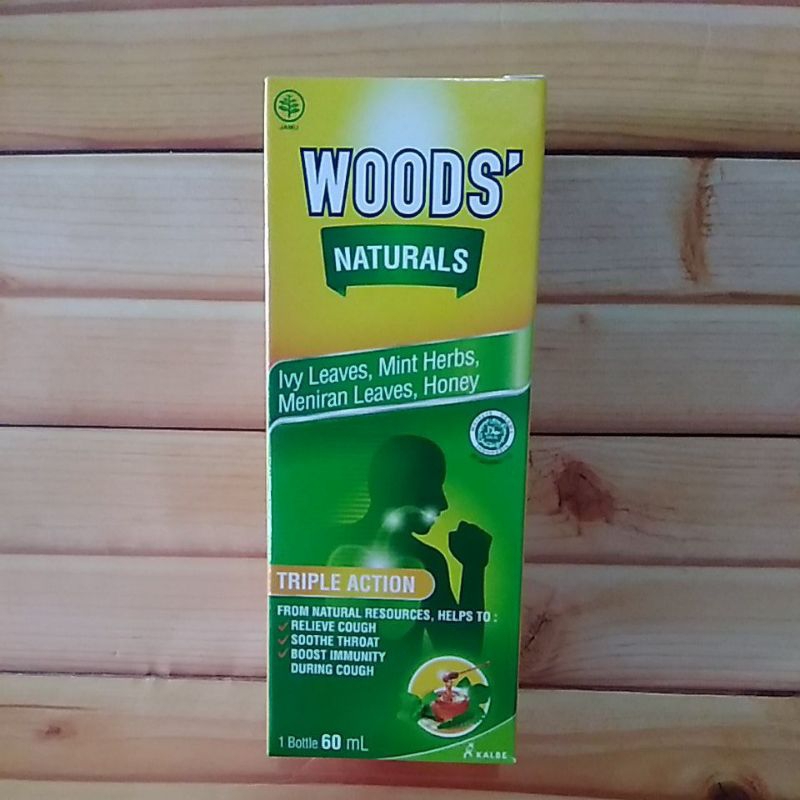 JAMU
WOODS'
NATURALS
Ivy Leaves, Mint Herbs,
Meniran Leaves, Honey
TRIPLE ACTION
FROM NATURAL RESOURCES, HELPS TO :
RELIEVE COUGH
SOOTHE THROAT
BOOST IMMUNITY
DURING COUGH
1 Bottle 60 mL
KALBE